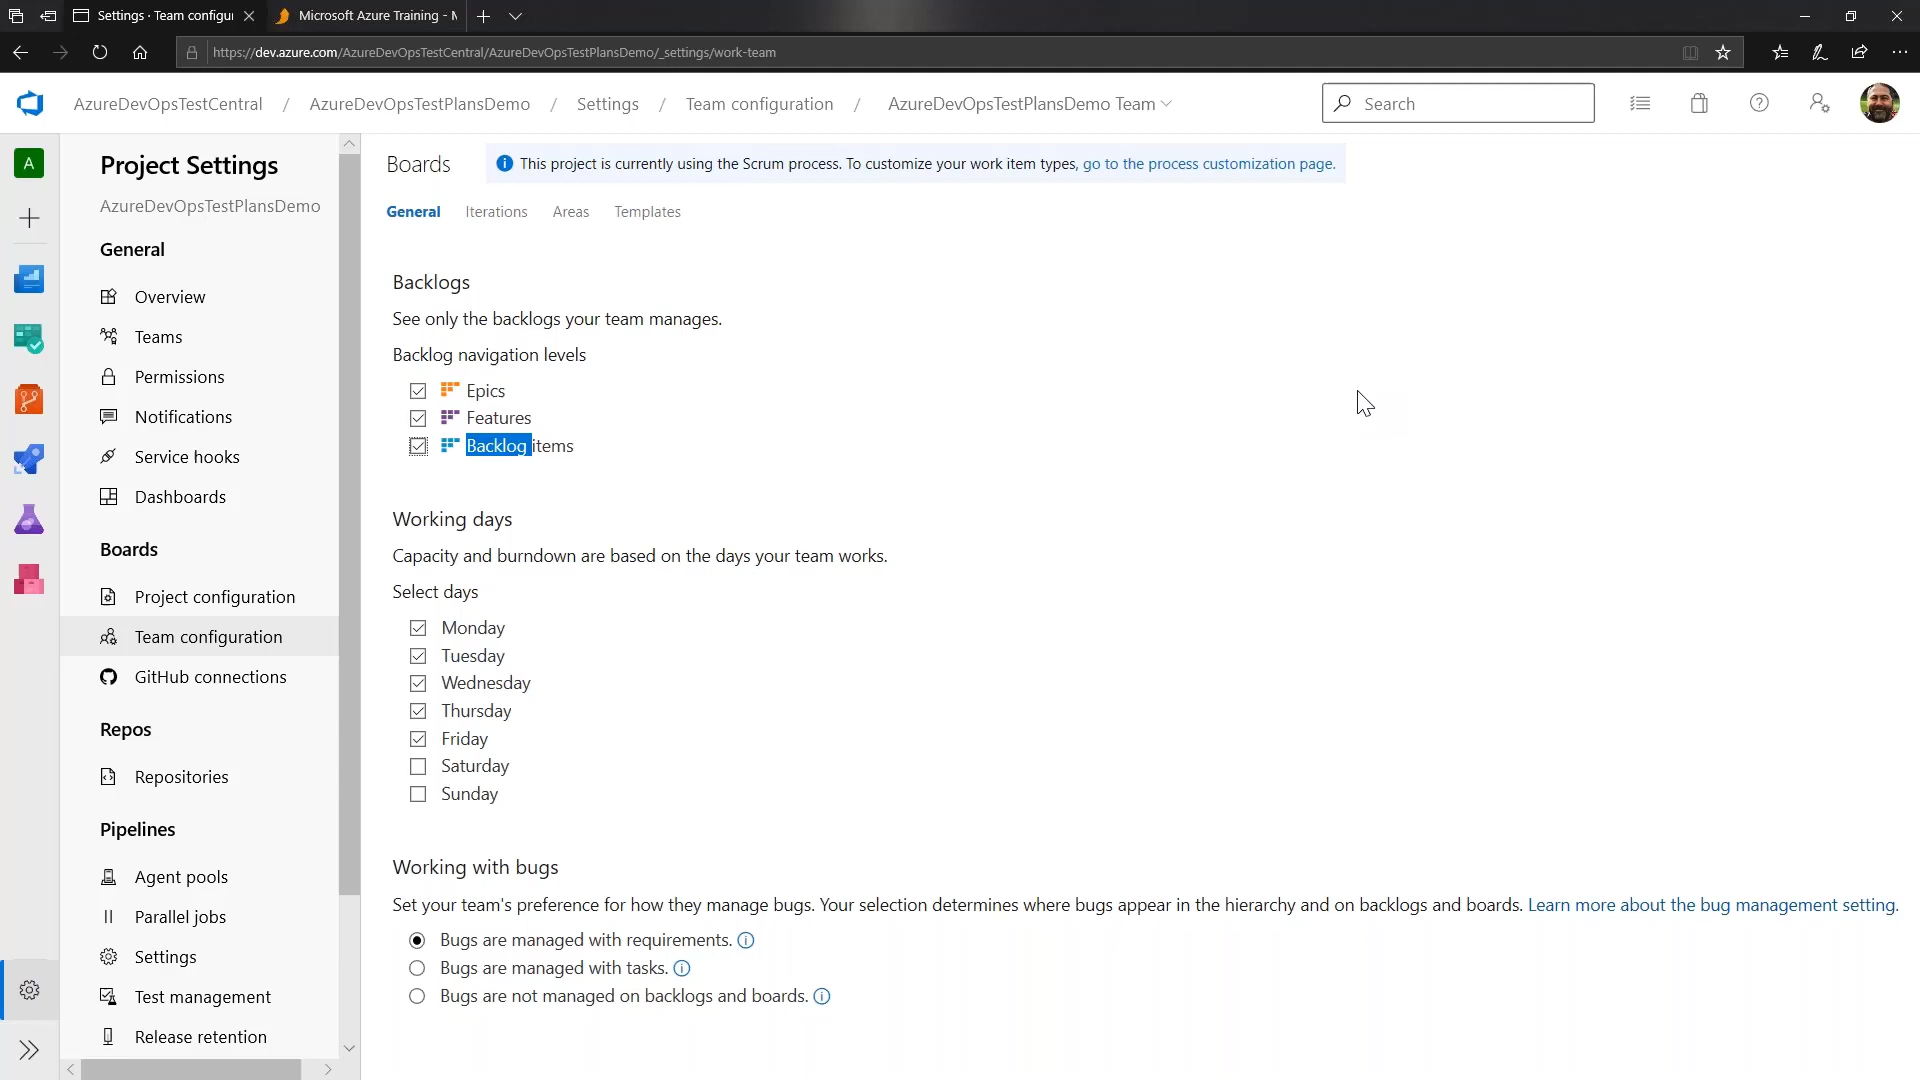 Settings · Team configu
Microsoft Azure Training - M
https://dev.azure.com/AzureDevOpsTestCentral/AzureDevOpsTestPlansDemo/_settings/work-team
AzureDevOpsTestCentral / AzureDevOpsTestPlansDemo / Settings / Team configuration / AzureDevOpsTestPlansDemo Team
Search
A
Project Settings
AzureDevOpsTestPlansDemo
General
Overview
Teams
Permissions
Notifications
Service hooks
Dashboards
Boards
Project configuration
Team configuration
GitHub connections
Repos
Repositories
Pipelines
Agent pools
Parallel jobs
Settings
Test management
Release retention
Boards
This project is currently using the Scrum process. To customize your work item types, go to the process customization page.
General Iterations Areas Templates
Backlogs
See only the backlogs your team manages.
Backlog navigation levels
Epics
Features
Backlog items
Working days
Capacity and burndown are based on the days your team works.
Select days
Monday
Tuesday
Wednesday
Thursday
Friday
Saturday
Sunday
Working with bugs
Set your team's preference for how they manage bugs. Your selection determines where bugs appear in the hierarchy and on backlogs and boards. Learn more about the bug management setting.
Bugs are managed with requirements.
Bugs are managed with tasks.
Bugs are not managed on backlogs and boards.